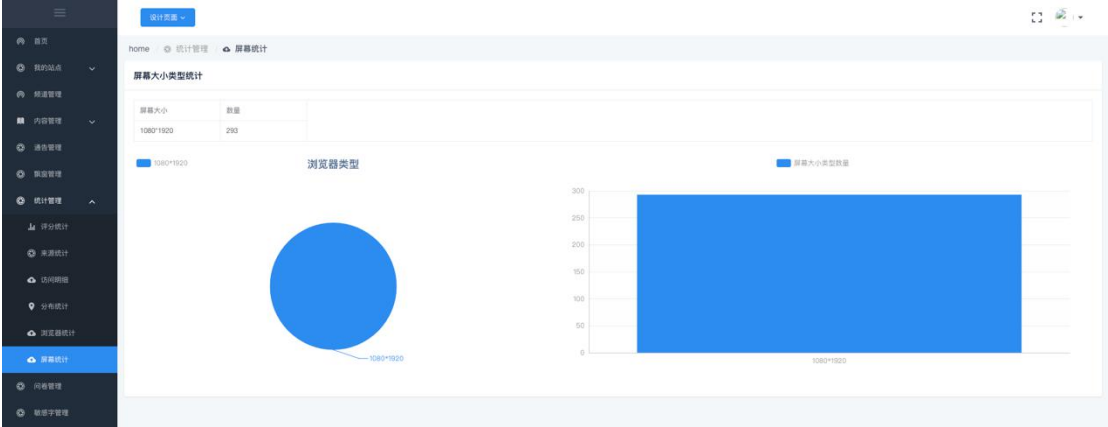 设计页面
首页
我的站点
频道管理
内容管理
通告管理
飘窗管理
统计管理
评分统计
来源统计
访问明细
分布统计
浏览器统计
屏幕统计
问卷管理
敏感字管理
home / 统计管理 / 屏幕统计
屏幕大小类型统计
屏幕大小 数量
1080*1920 293
1080*1920
浏览器类型
1080*1920
屏幕大小类型数量
300
250
200
150
100
50
0
1080*1920